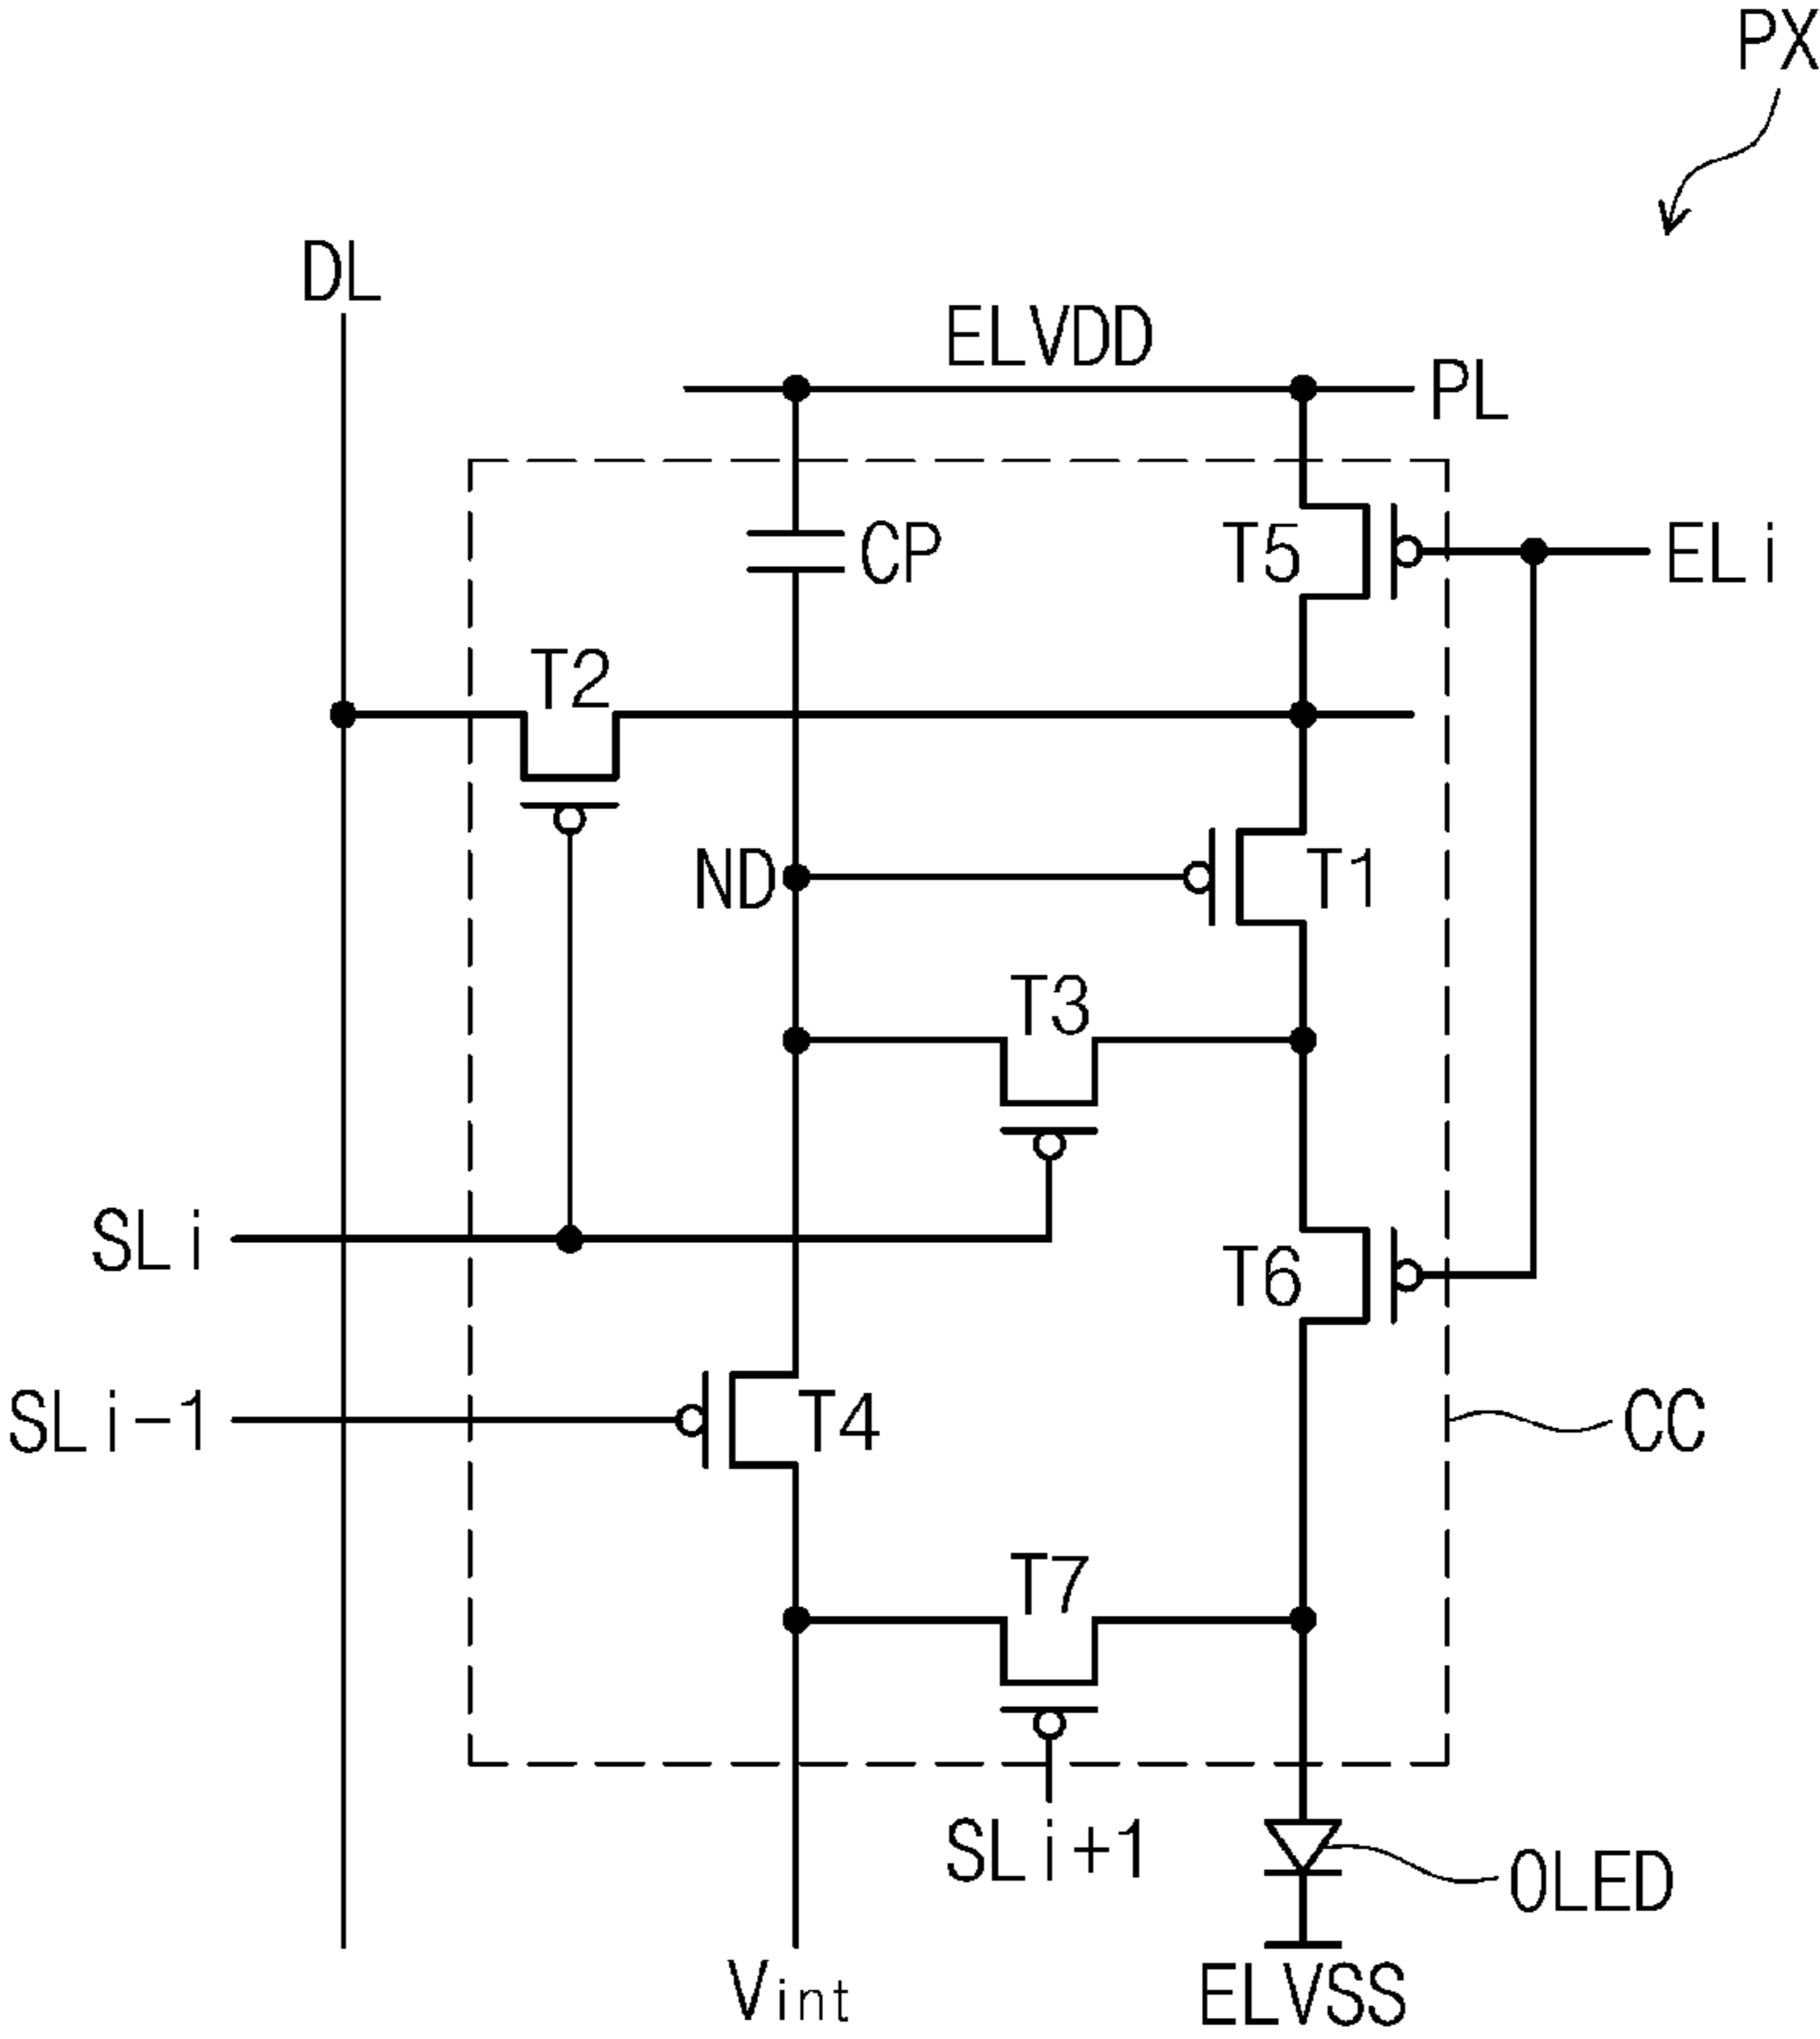 PX
DL
ELVDD
PL
CP
T5
ELi
T2
ND
T1
T3
SLi
T6
SLi-1
T4
CC
T7
SLi+1
OLED
Vint
ELVSS